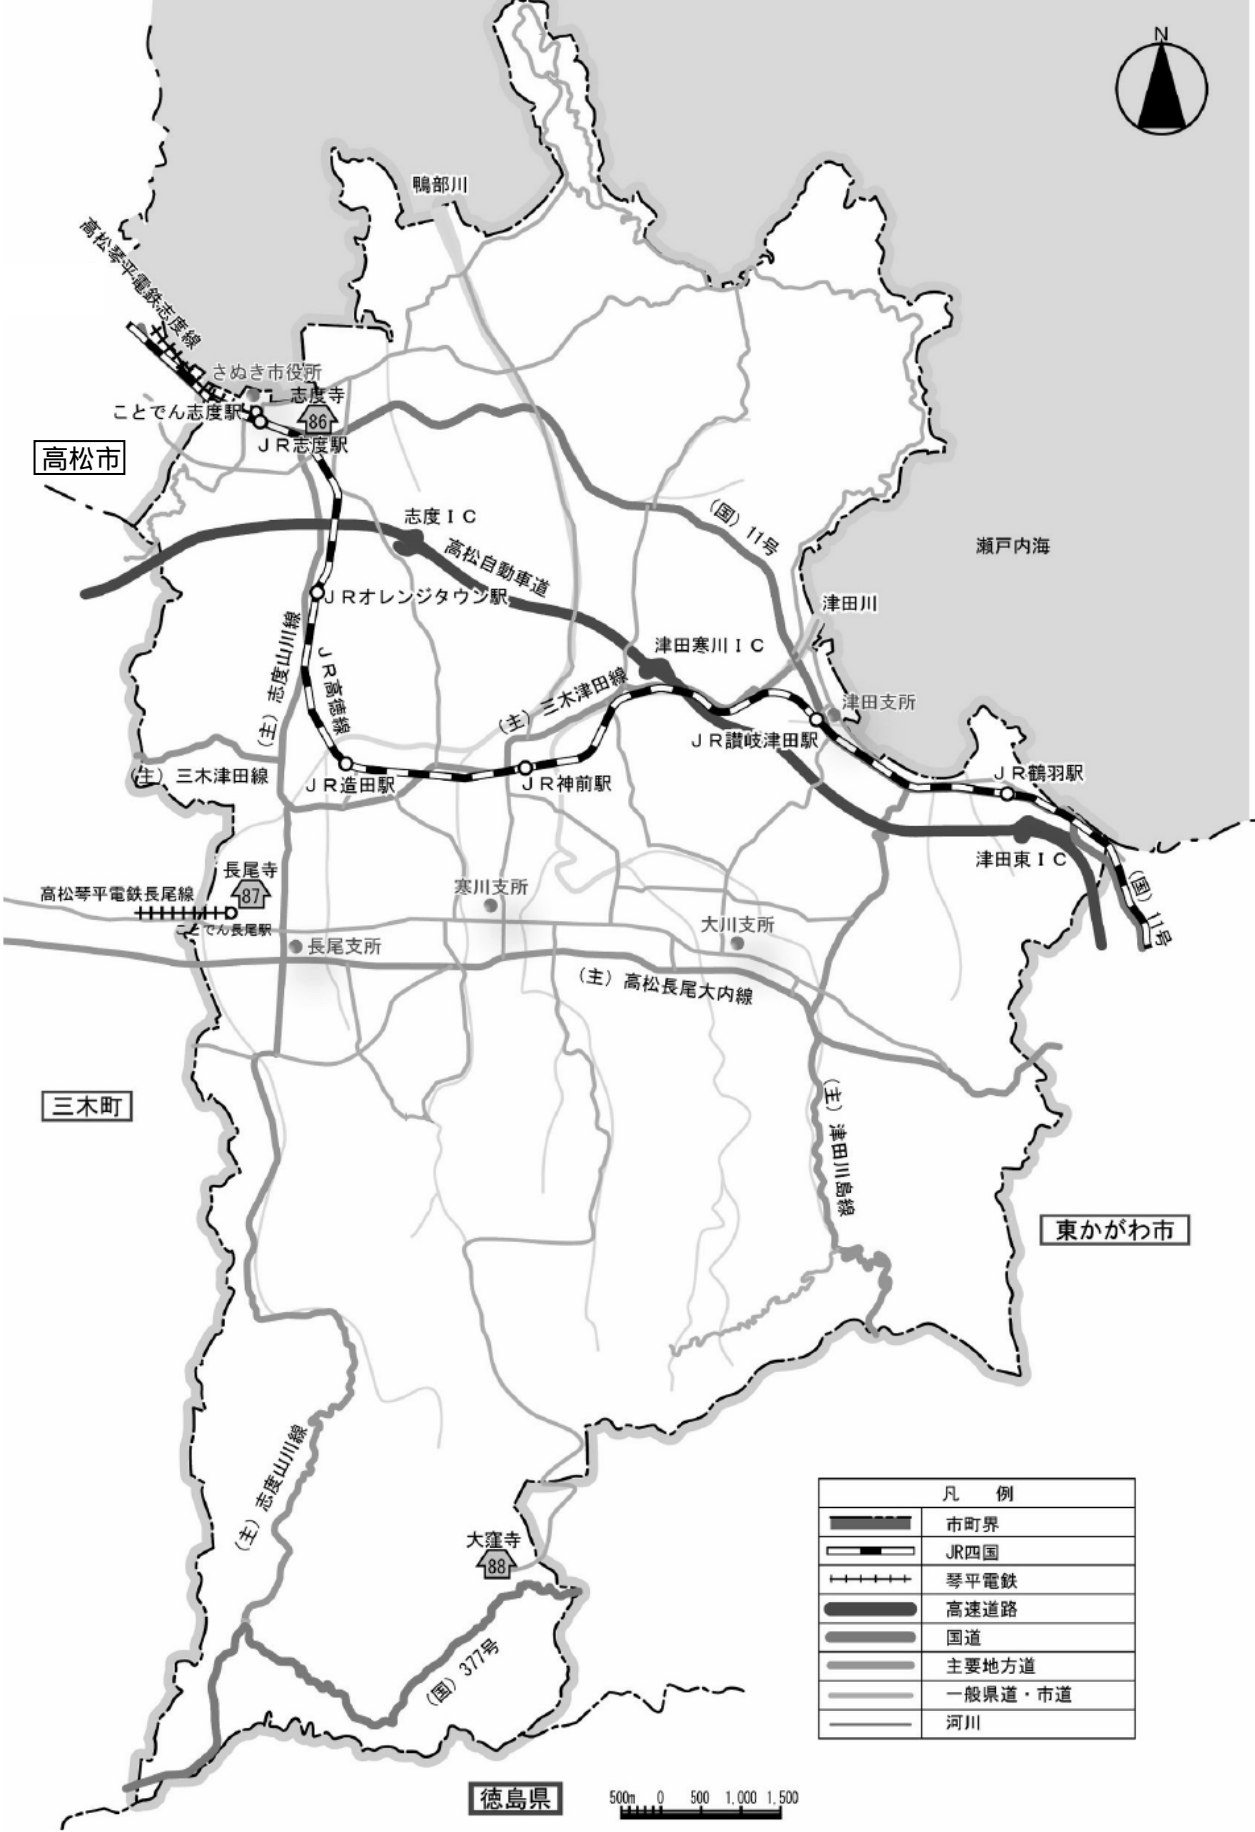 N
鴨部川
高松琴平電鉄志度線
さぬき市役所
志度寺
86
ことでん志度駅
JR志度駅
高松市
志度IC
高松自動車道
(国)11号
瀬戸内海
JRオレンジタウン駅
津田川
(主)志度山川線
JR高徳線
津田寒川IC
(主)三木津田線
津田支所
JR讃岐津田駅
(主)三木津田線
JR造田駅
JR神前駅
JR鶴羽駅
津田東IC
長尾寺
87
高松琴平電鉄長尾線
ことでん長尾駅
寒川支所
(国)11号
長尾支所
大川支所
(主)高松長尾大内線
三木町
(主)津田川島線
東かがわ市
(主)志度山川線
大窪寺
88
(国)377号
凡 例
市町界
JR四国
琴平電鉄
高速道路
国道
主要地方道
一般県道・市道
河川
徳島県
500m 0 500 1,000 1,500